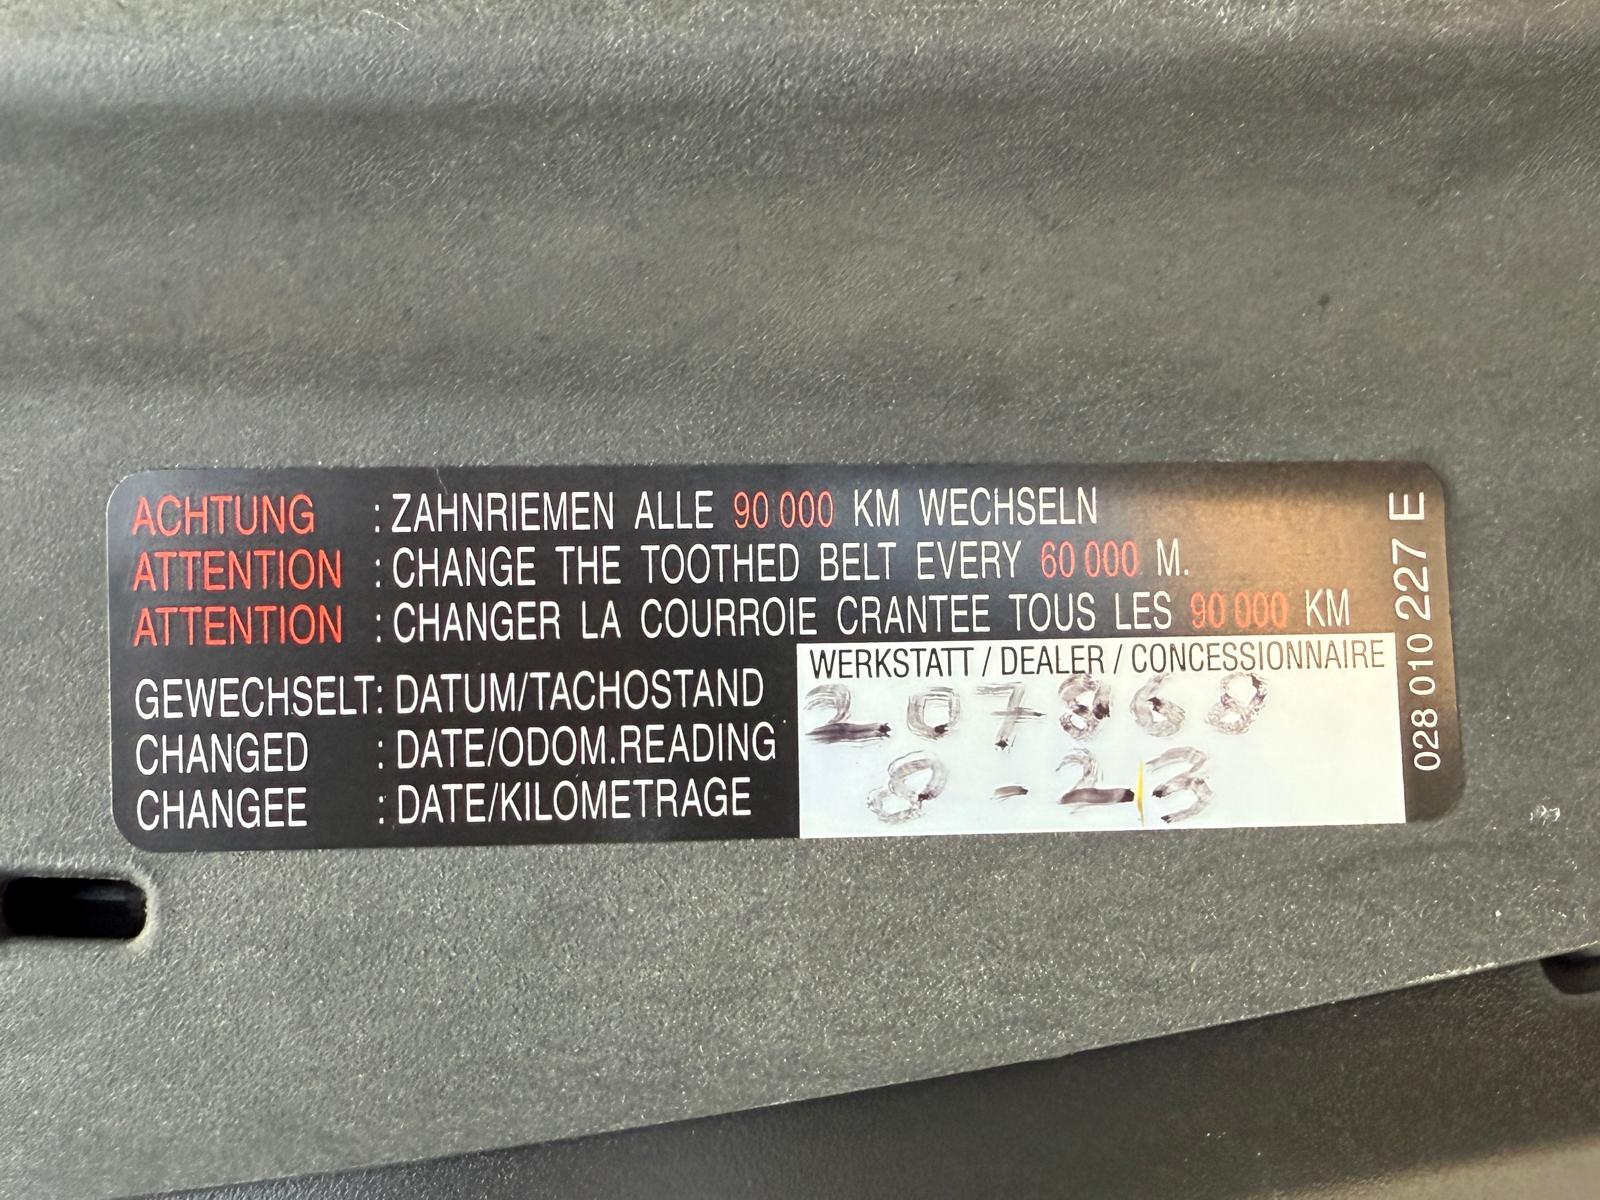 ACHTUNG : ZAHNRIEMEN ALLE 90 000 KM WECHSELN
ATTENTION : CHANGE THE TOOTHED BELT EVERY 60 000 M.
ATTENTION : CHANGER LA COURROIE CRANTEE TOUS LES 90 000 KM
WERKSTATT / DEALER / CONCESSIONNAIRE
GEWECHSELT: DATUM/TACHOSTAND
CHANGED : DATE/ODOM.READING
CHANGEE : DATE/KILOMETRAGE
207868
8-23
028 010 227 E